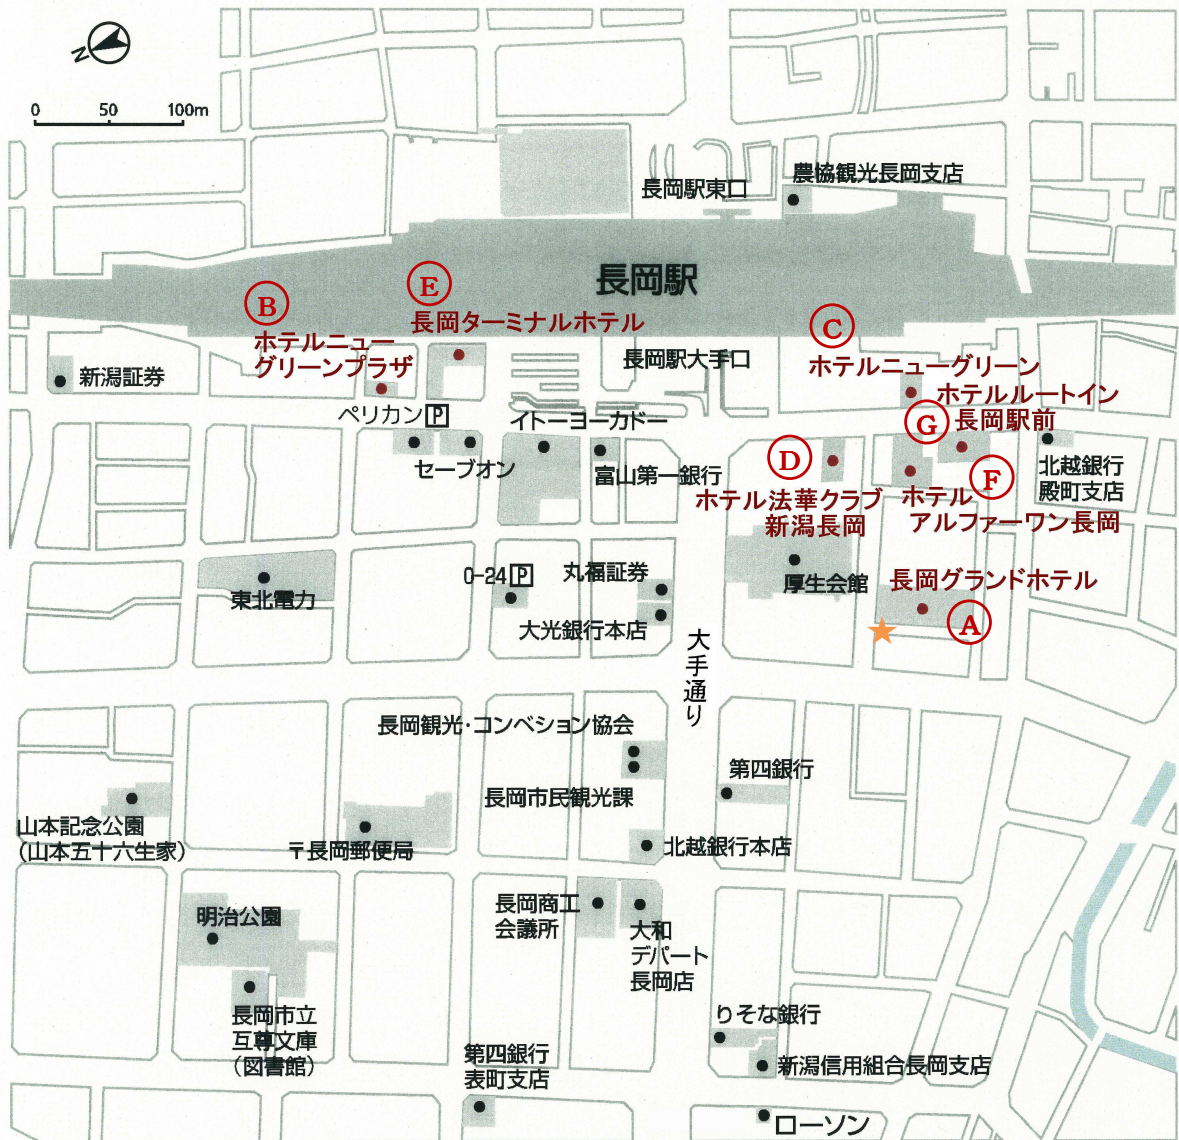 N
0 50 100m
長岡駅東口
農協観光長岡支店
長岡駅
B
E
長岡ターミナルホテル
C
ホテルニュー
グリーンプラザ
新潟証券
長岡駅大手口
ホテルニューグリーン
ホテルルートイン
長岡駅前
G
ペリカン P
イトーヨーカドー
セーブオン
富山第一銀行
D
F
北越銀行
殿町支店
ホテル法華クラブ
新潟長岡
ホテル
アルファーワン長岡
東北電力
0-24 P
丸福証券
大光銀行本店
厚生会館
長岡グランドホテル
A
大手通り
長岡観光・コンベション協会
長岡市民観光課
第四銀行
山本記念公園
(山本五十六生家)
〒長岡郵便局
北越銀行本店
明治公園
長岡商工
会議所
大和
デパート
長岡店
長岡市立
互尊文庫
(図書館)
りそな銀行
第四銀行
表町支店
新潟信用組合長岡支店
ローソン